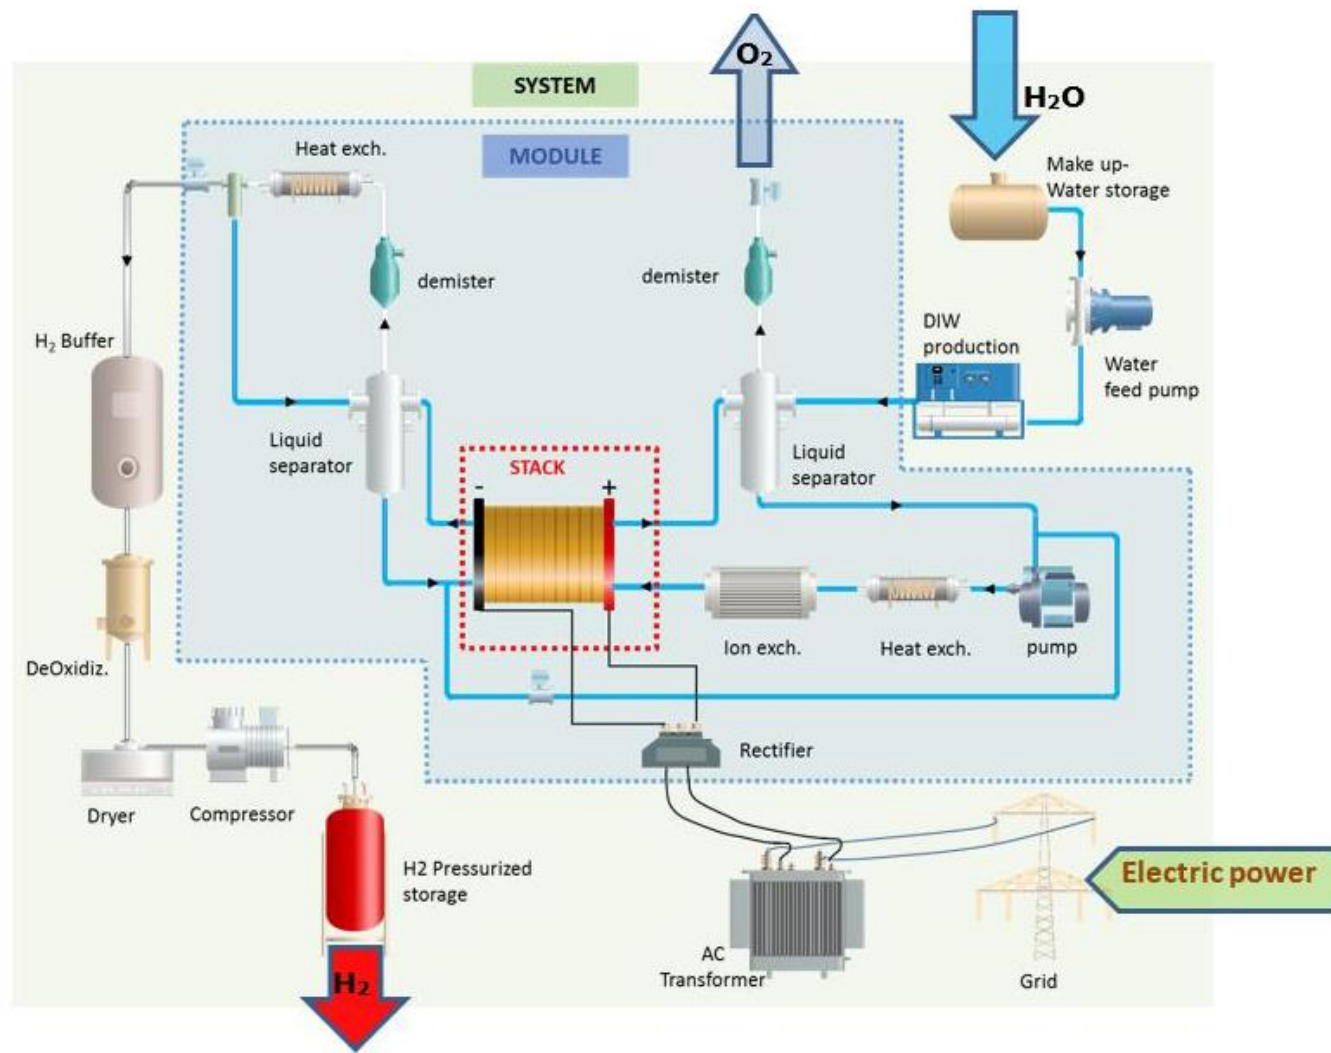 O₂
H₂O
SYSTEM
MODULE
Heat exch.
Make up-
Water storage
demister
demister
H₂ Buffer
DIW
production
Water
feed pump
Liquid
separator
STACK
- +
Liquid
separator
Ion exch.
Heat exch.
pump
DeOxidiz.
Rectifier
Dryer
Compressor
H2 Pressurized
storage
Electric power
AC
Transformer
Grid
H₂